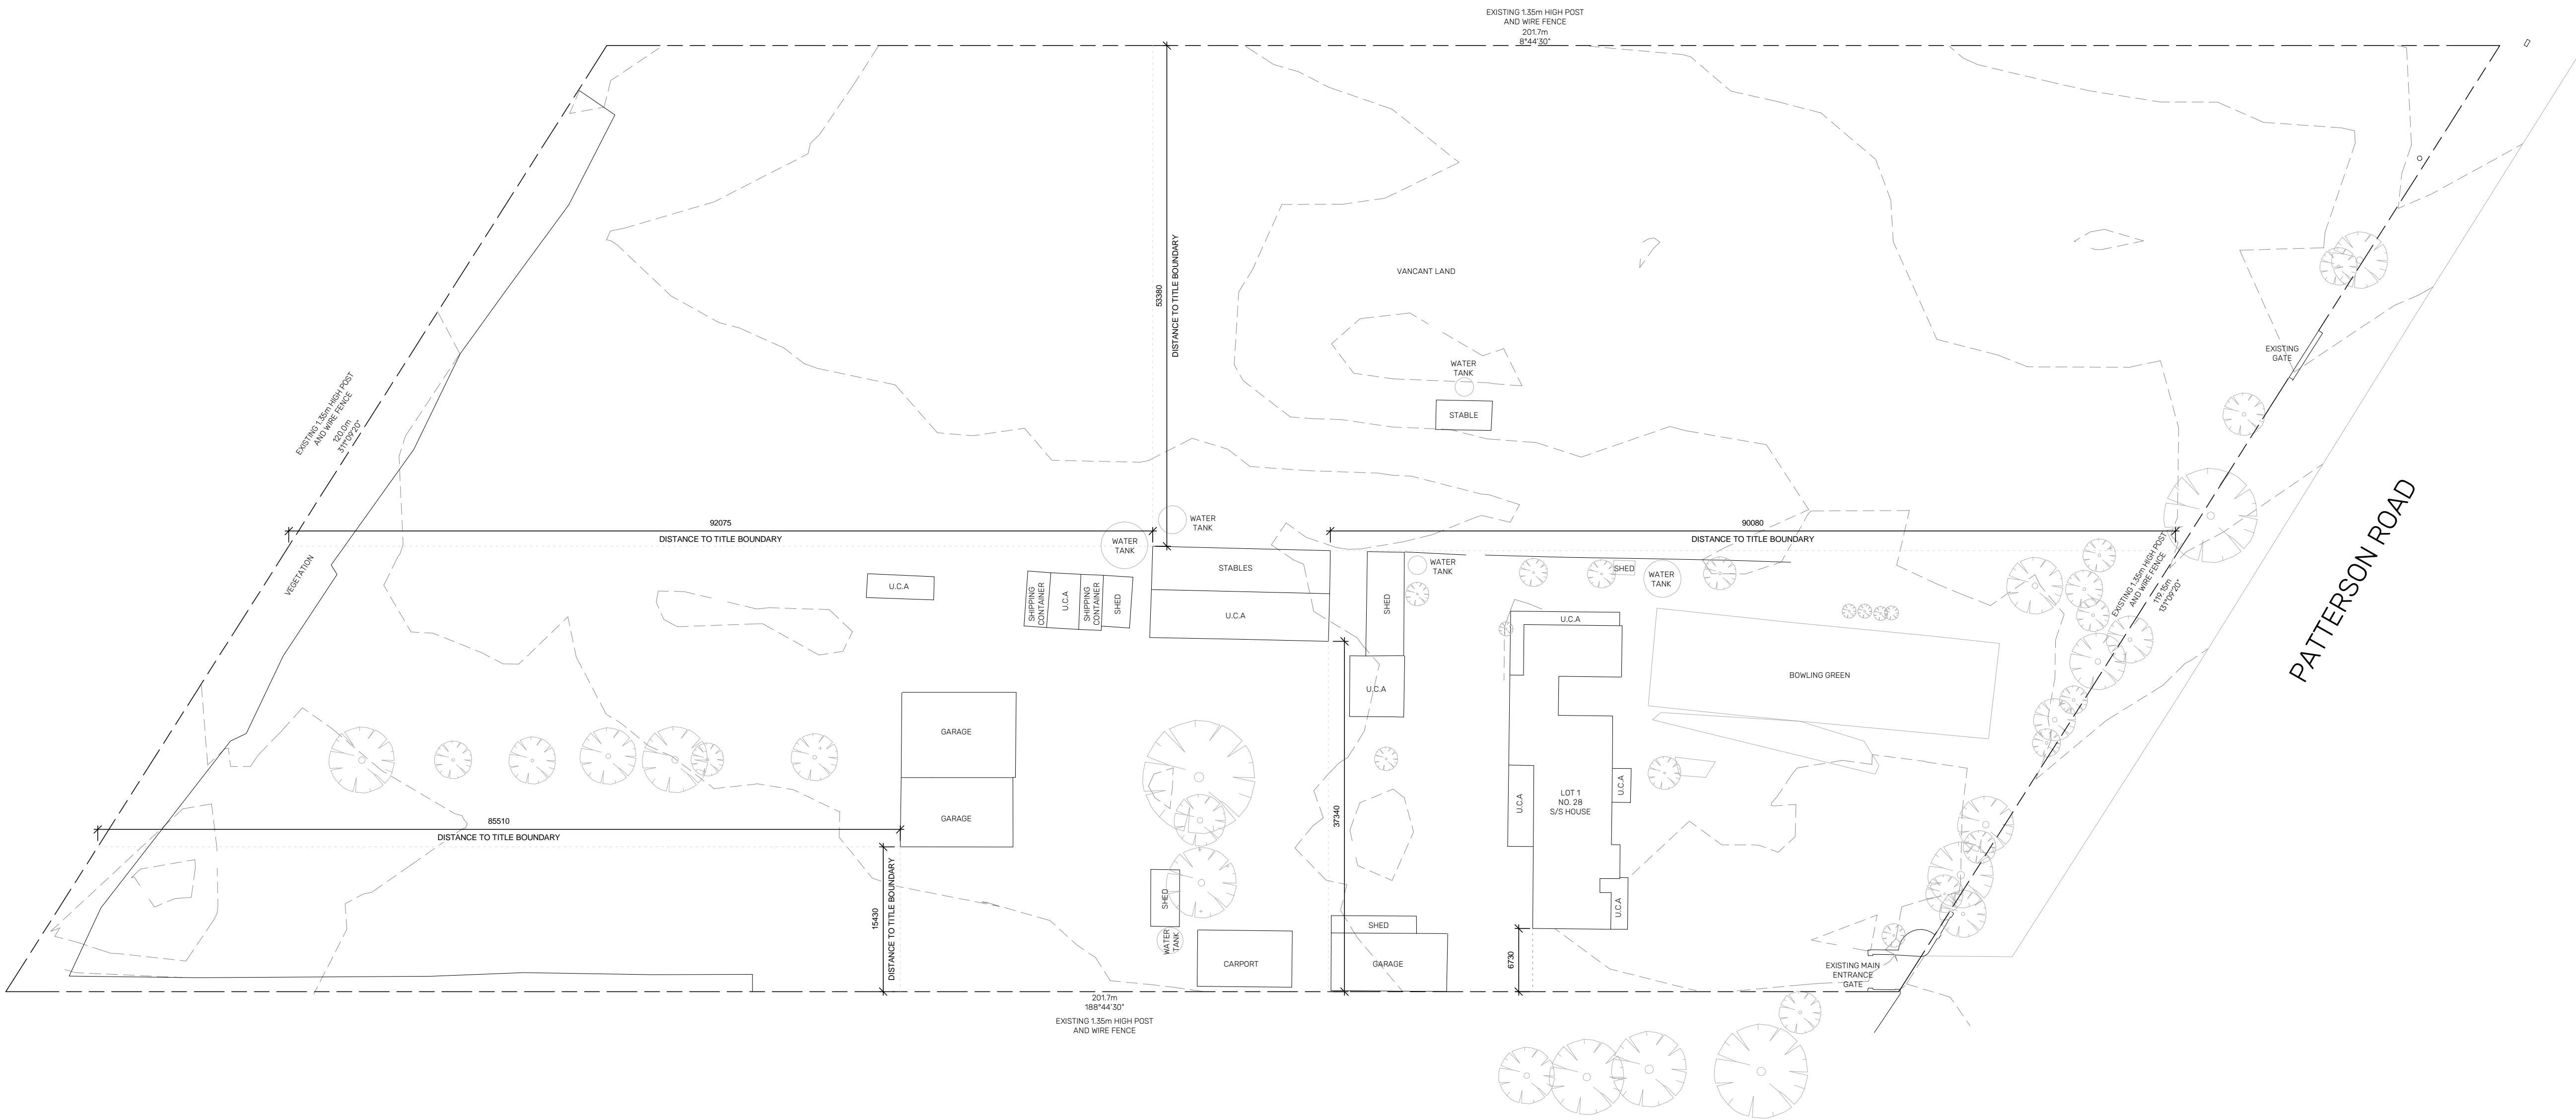 EXISTING 1.35m HIGH POST
AND WIRE FENCE
201.7m
8°44'30"
53380
DISTANCE TO TITLE BOUNDARY
VANCANT LAND
WATER
TANK
STABLE
EXISTING
GATE
EXISTING 1.35m HIGH POST
AND WIRE FENCE
120.0m
311°09'20"
92075
DISTANCE TO TITLE BOUNDARY
WATER
TANK
WATER
TANK
90080
DISTANCE TO TITLE BOUNDARY
PATTERSON ROAD
EXISTING 1.35m HIGH POST
AND WIRE FENCE
119.15m
131°09'20"
VEGETATION
U.C.A
SHIPPING
CONTAINER
U.C.A
SHIPPING
CONTAINER
SHED
STABLES
U.C.A
SHED
WATER
TANK
SHED
WATER
TANK
U.C.A
U.C.A
BOWLING GREEN
GARAGE
GARAGE
U.C.A
LOT 1
NO. 28
S/S HOUSE
U.C.A
U.C.A
85510
DISTANCE TO TITLE BOUNDARY
37340
15430
DISTANCE TO TITLE BOUNDARY
SHED
WATER
TANK
CARPORT
SHED
GARAGE
6730
EXISTING MAIN
ENTRANCE
GATE
201.7m
188°44'30"
EXISTING 1.35m HIGH POST
AND WIRE FENCE